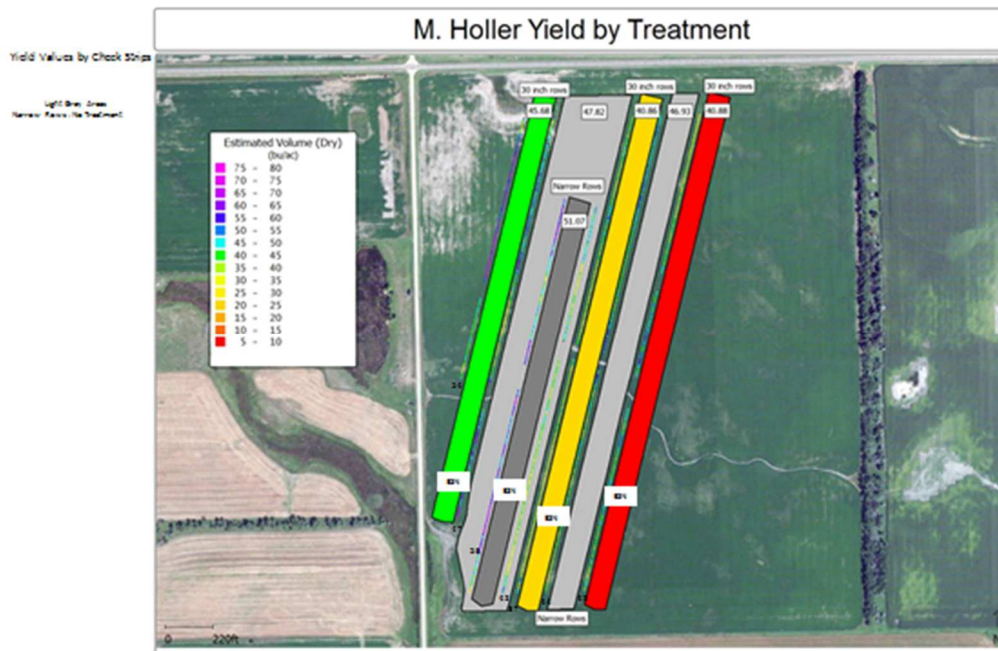 M. Holler Yield by Treatment
Yield Values by Check Strips
Light Grey Areas
Narrow Rows, No Treatment
Estimated Volume (Dry)
(bu/ac)
75 - 80
70 - 75
65 - 70
60 - 65
55 - 60
50 - 55
45 - 50
40 - 45
35 - 40
30 - 35
25 - 30
20 - 25
15 - 20
10 - 15
5 - 10
30 inch rows
45.68
47.82
30 inch rows
40.86
46.93
30 inch rows
40.88
Narrow Rows
51.07
Narrow Rows
0 220ft